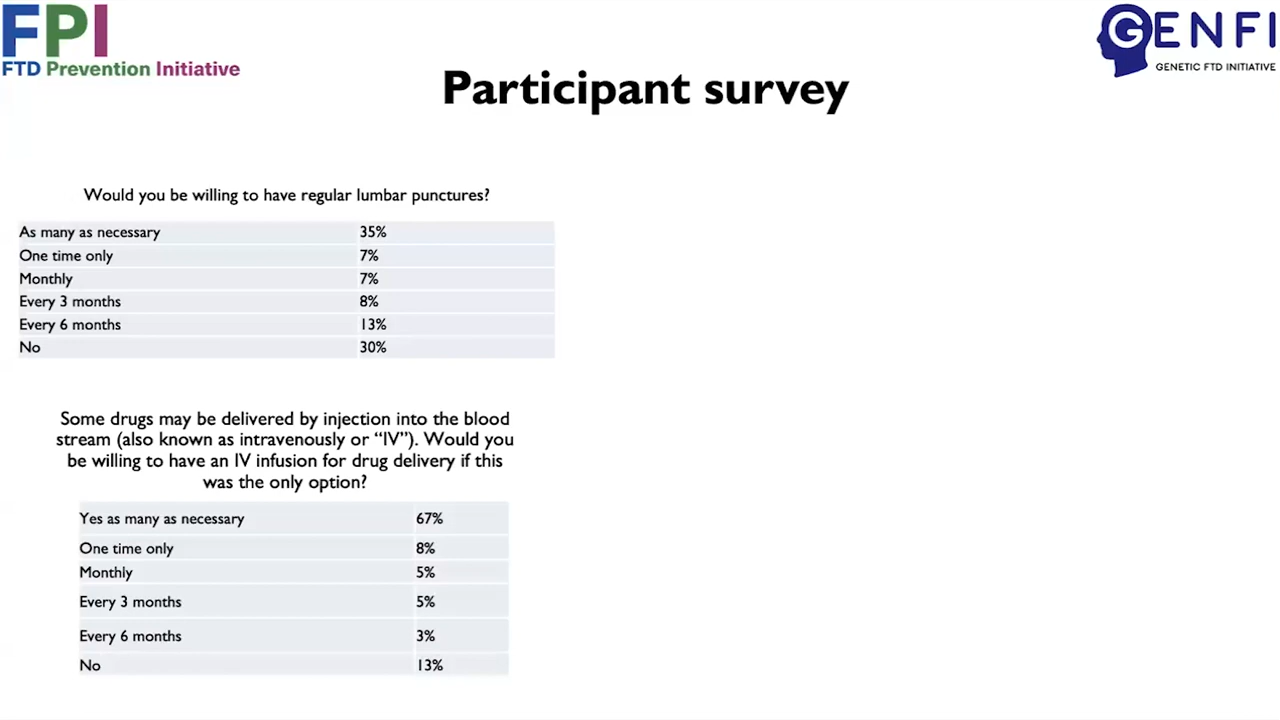 FPI
FTD Prevention Initiative
GENFI
GENETIC FTD INITIATIVE
Participant survey
Would you be willing to have regular lumbar punctures?
As many as necessary 35%
One time only 7%
Monthly 7%
Every 3 months 8%
Every 6 months 13%
No 30%
Some drugs may be delivered by injection into the blood
stream (also known as intravenously or “IV”). Would you
be willing to have an IV infusion for drug delivery if this
was the only option?
Yes as many as necessary 67%
One time only 8%
Monthly 5%
Every 3 months 5%
Every 6 months 3%
No 13%